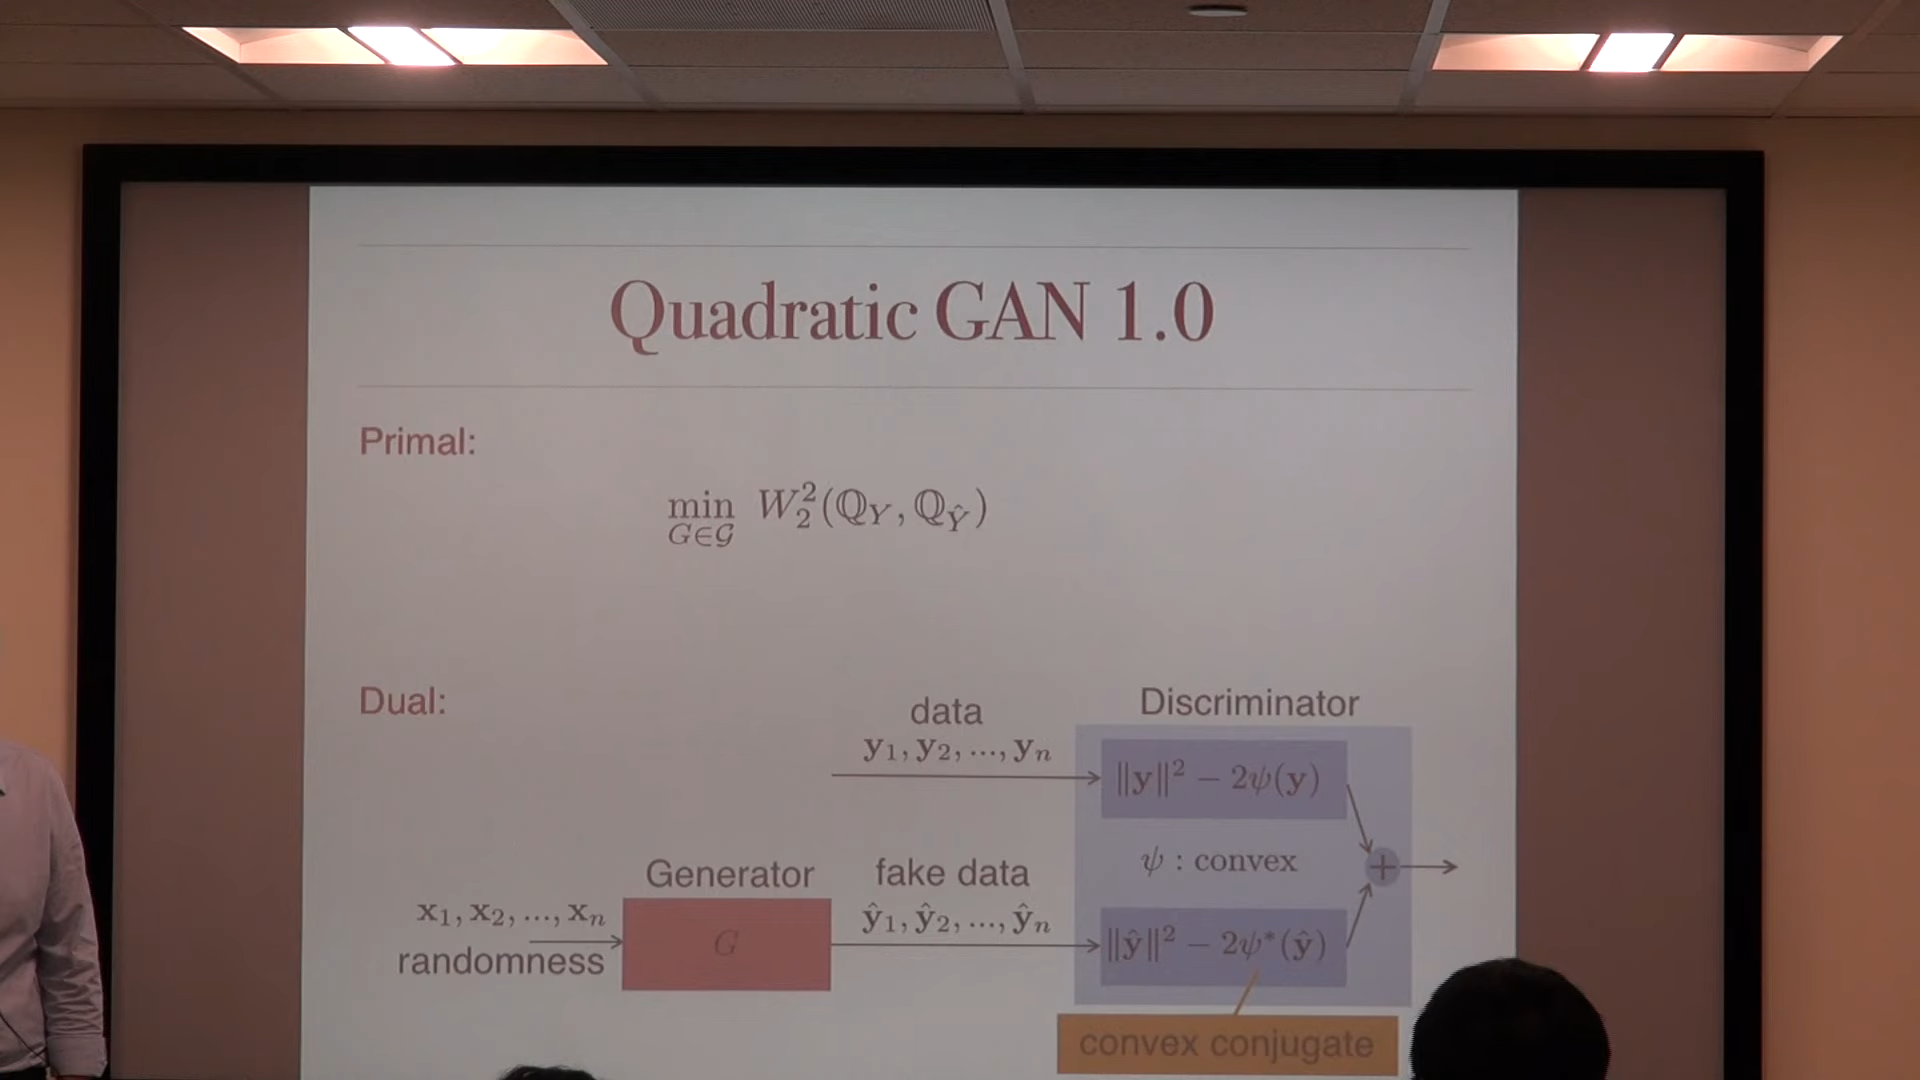 Quadratic GAN 1.0
Primal:
min W₂²(ℚ_Y, ℚ_Ŷ)
G∈𝒢
Dual:
data
y₁, y₂, ..., yₙ
Discriminator
‖y‖² − 2ψ(y)
ψ : convex
+
Generator
fake data
x₁, x₂, ..., xₙ
randomness
G
ŷ₁, ŷ₂, ..., ŷₙ
‖ŷ‖² − 2ψ*(ŷ)
convex conjugate